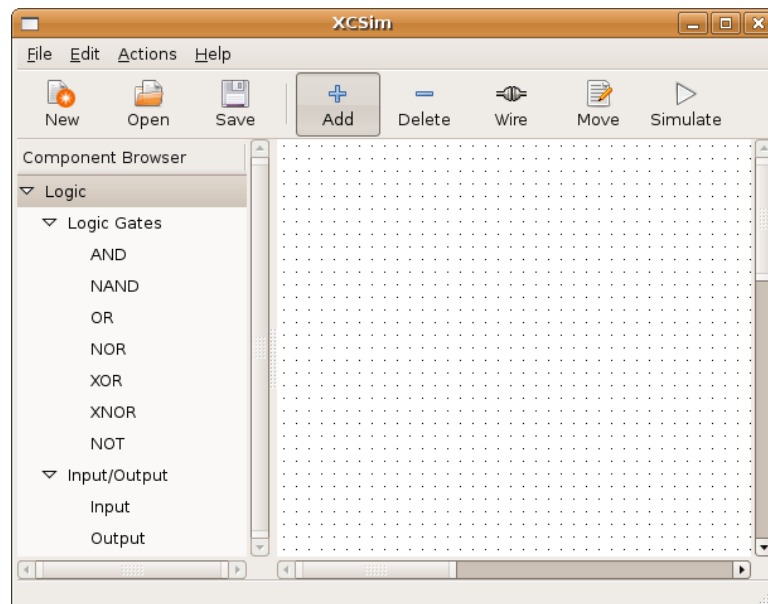 XCSim
File Edit Actions Help
New Open Save Add Delete Wire Move Simulate
Component Browser
Logic
Logic Gates
AND
NAND
OR
NOR
XOR
XNOR
NOT
Input/Output
Input
Output